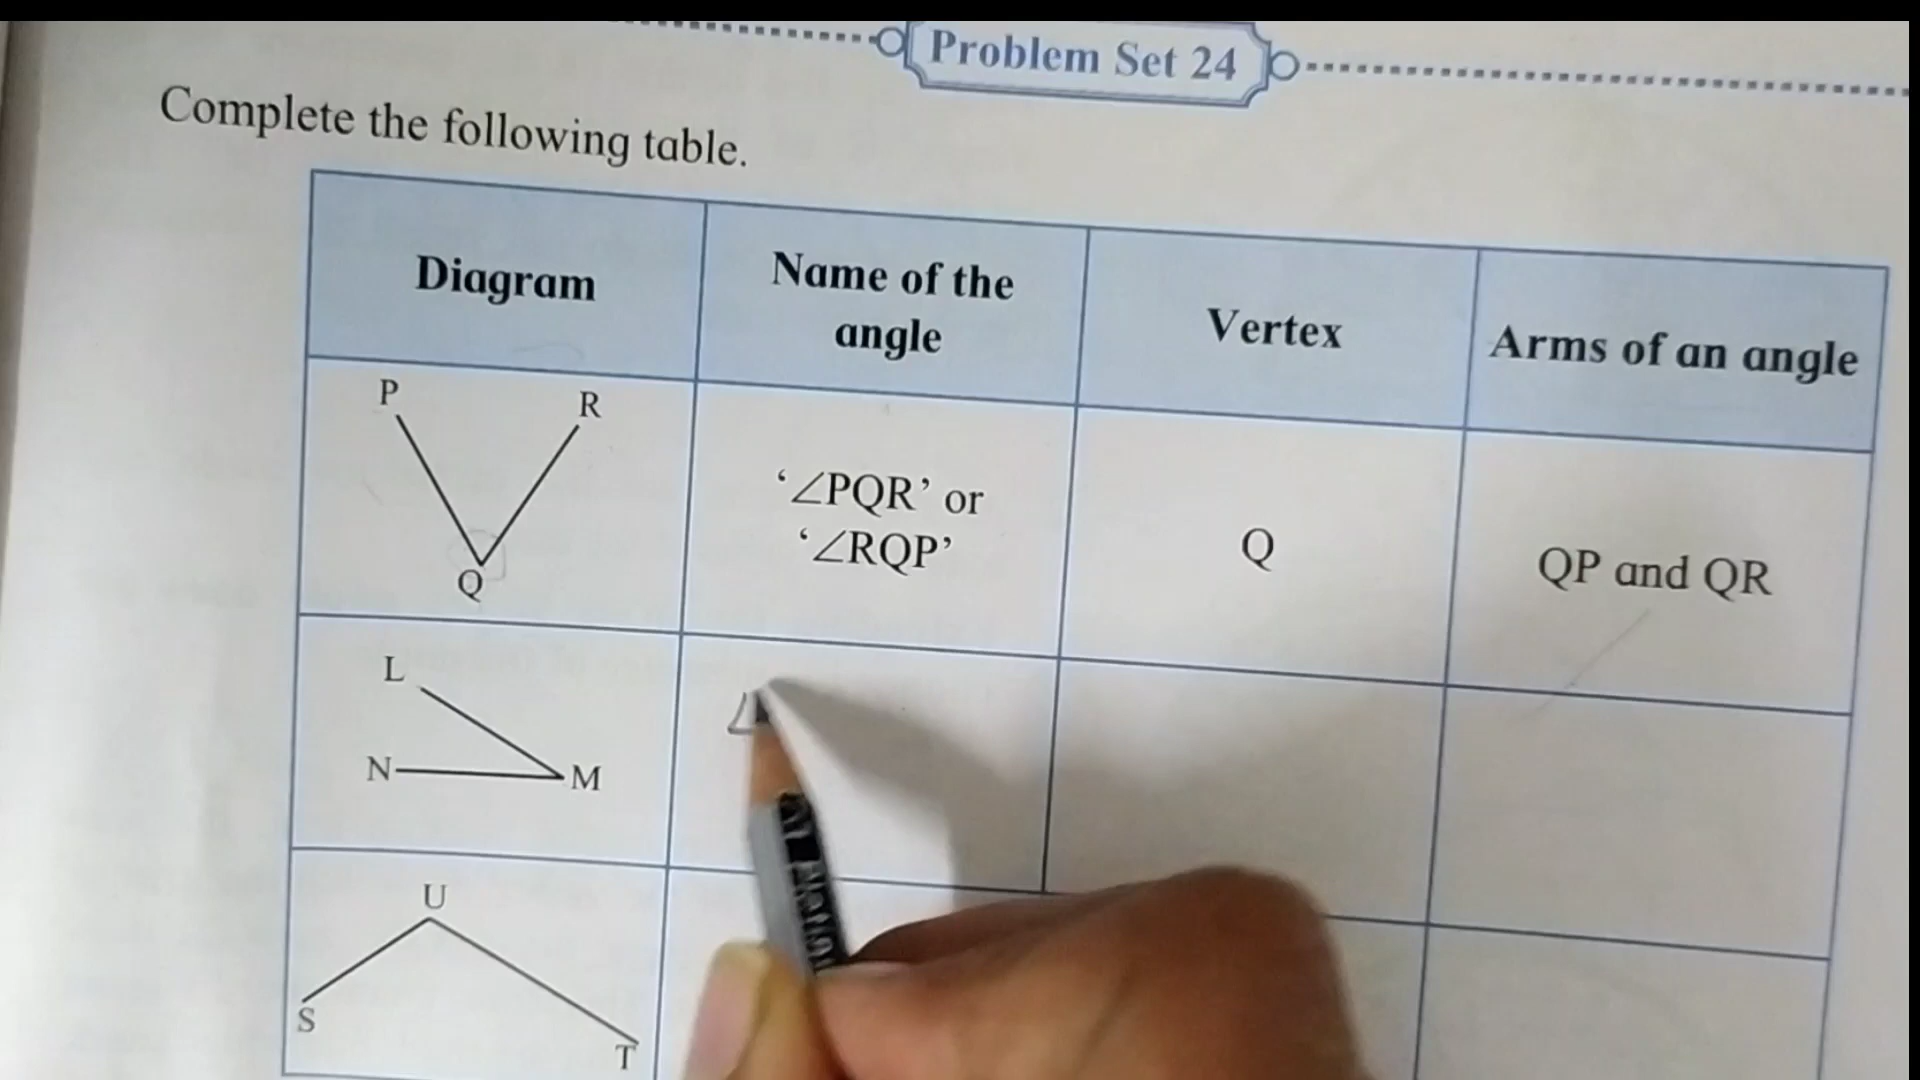 Problem Set 24
Complete the following table.
Diagram
Name of the
angle
Vertex
Arms of an angle
P
R
Q
‘∠PQR’ or
‘∠RQP’
Q
QP and QR
L
N
M
∠
U
S
T